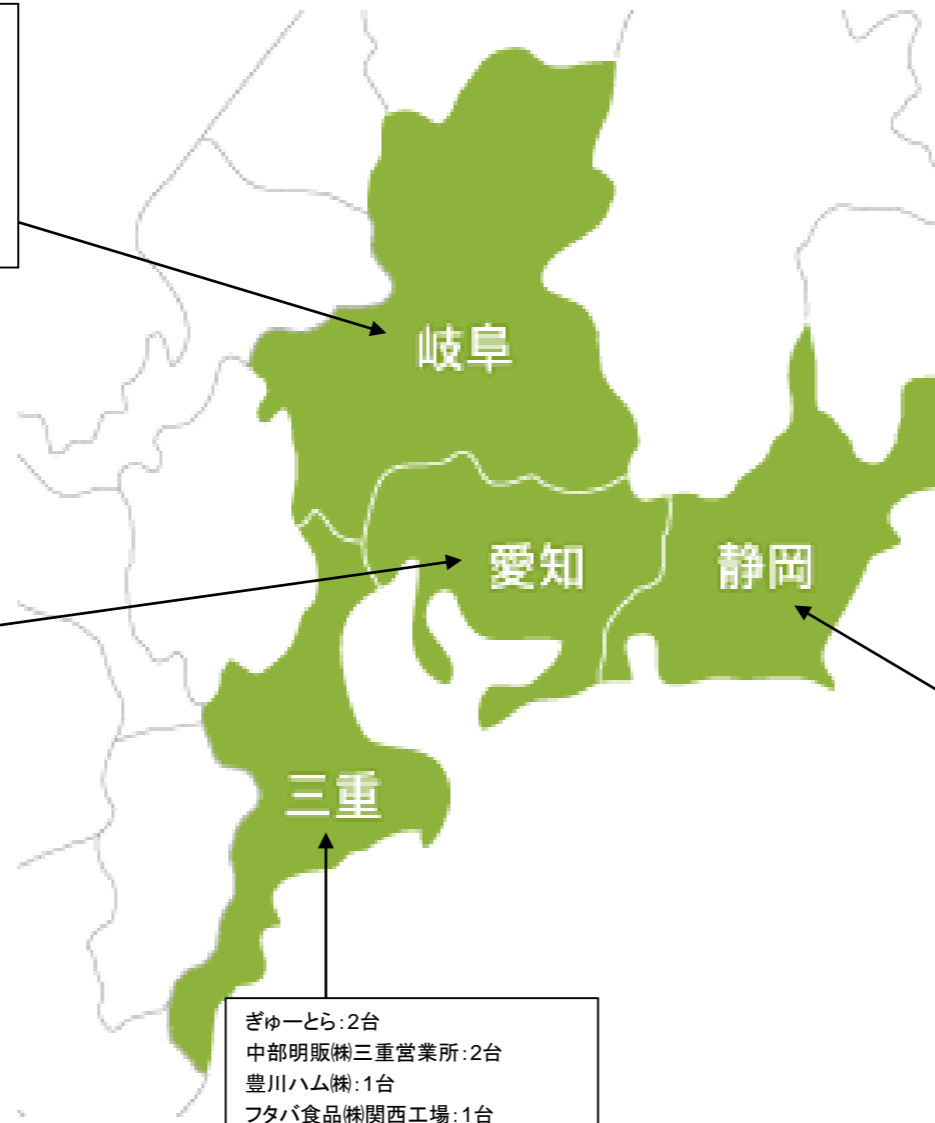 岐阜
愛知
静岡
三重
ぎゅーとら:2台
中部明販㈱三重営業所:2台
豊川ハム㈱:1台
フタバ食品㈱関西工場:1台